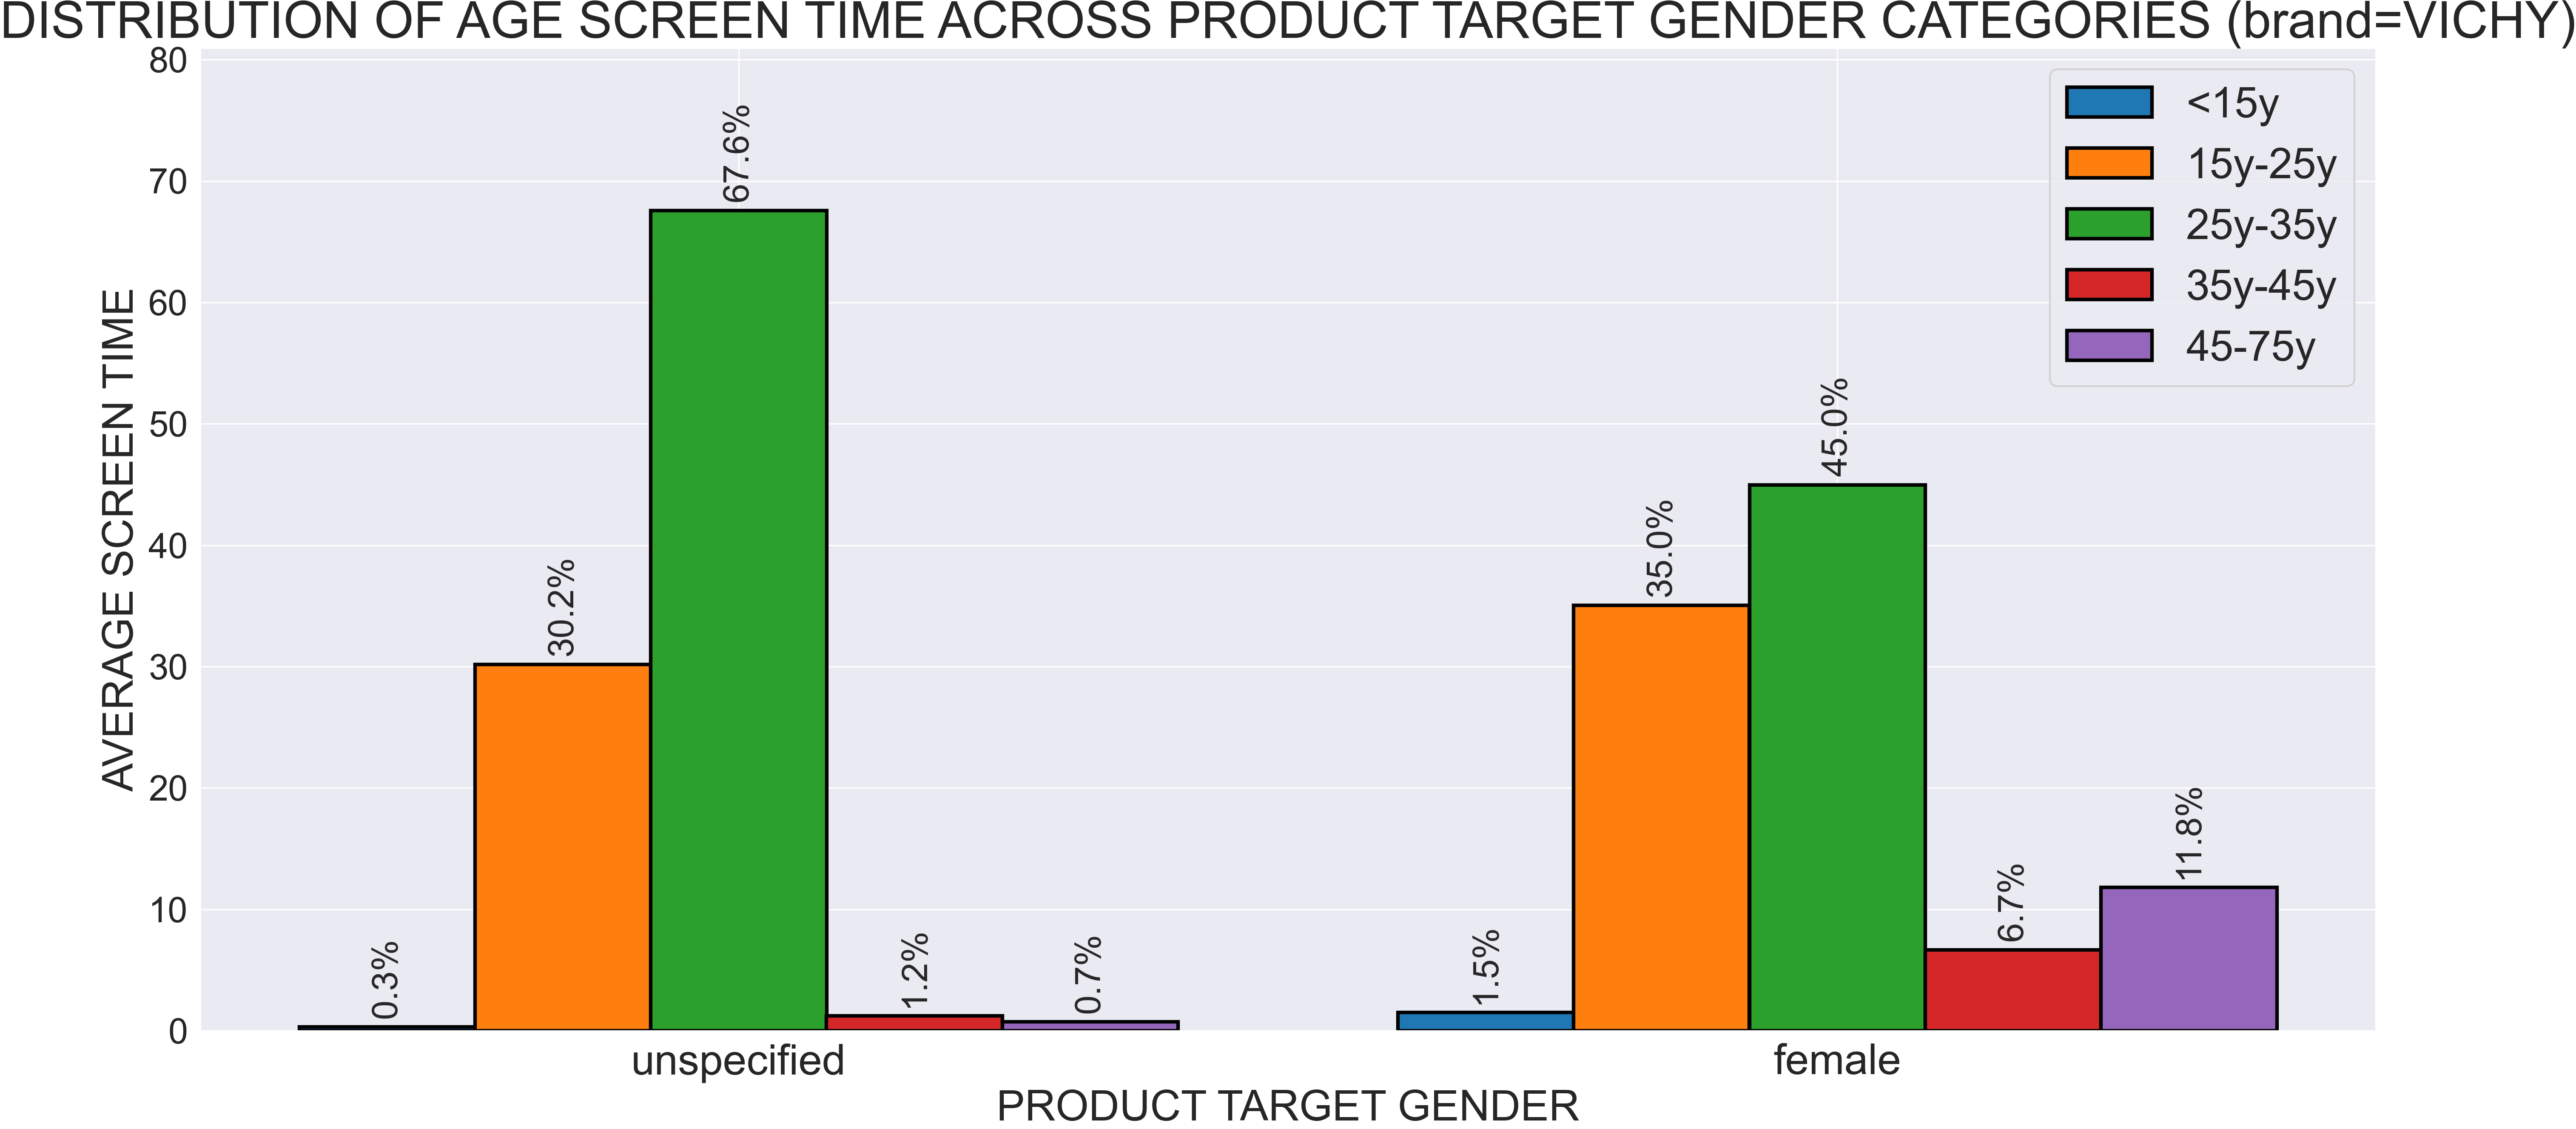 DISTRIBUTION OF AGE SCREEN TIME ACROSS PRODUCT TARGET GENDER CATEGORIES (brand=VICHY)
AVERAGE SCREEN TIME
80
70
60
50
40
30
20
10
0
0.3%
30.2%
67.6%
1.2%
0.7%
1.5%
35.0%
45.0%
6.7%
11.8%
<15y
15y-25y
25y-35y
35y-45y
45-75y
unspecified
female
PRODUCT TARGET GENDER